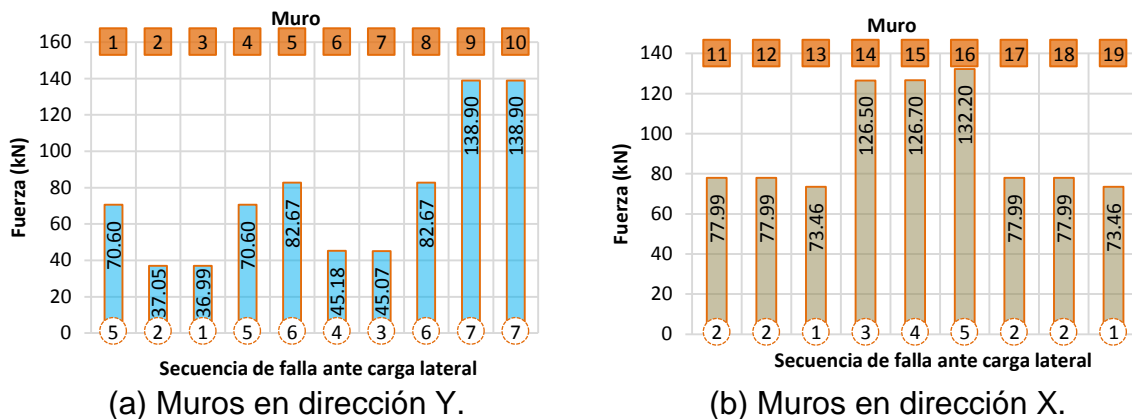 Muro
1 2 3 4 5 6 7 8 9 10
Fuerza (kN)
160
140
120
100
80
60
40
20
0
70.60 37.05 36.99 70.60 82.67 45.18 45.07 82.67 138.90 138.90
5 2 1 5 6 4 3 6 7 7
Secuencia de falla ante carga lateral
(a) Muros en dirección Y.
Muro
11 12 13 14 15 16 17 18 19
Fuerza (kN)
140
120
100
80
60
40
20
0
77.99 77.99 73.46 126.50 126.70 132.20 77.99 77.99 73.46
2 2 1 3 4 5 2 2 1
Secuencia de falla ante carga lateral
(b) Muros en dirección X.